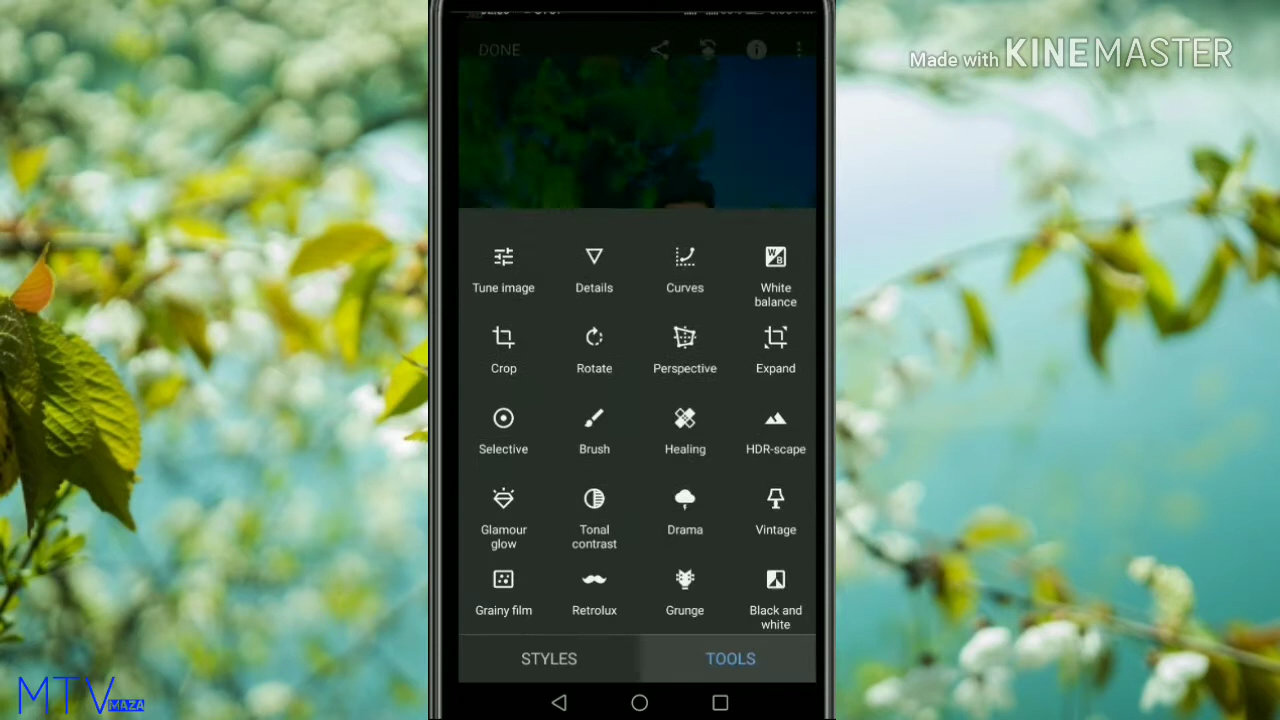 Made with KINEMASTER
DONE
Tune image
Details
Curves
White
balance
Crop
Rotate
Perspective
Expand
Selective
Brush
Healing
HDR-scape
Glamour
glow
Tonal
contrast
Drama
Vintage
Grainy film
Retrolux
Grunge
Black and
white
STYLES
TOOLS
MTV MAZA